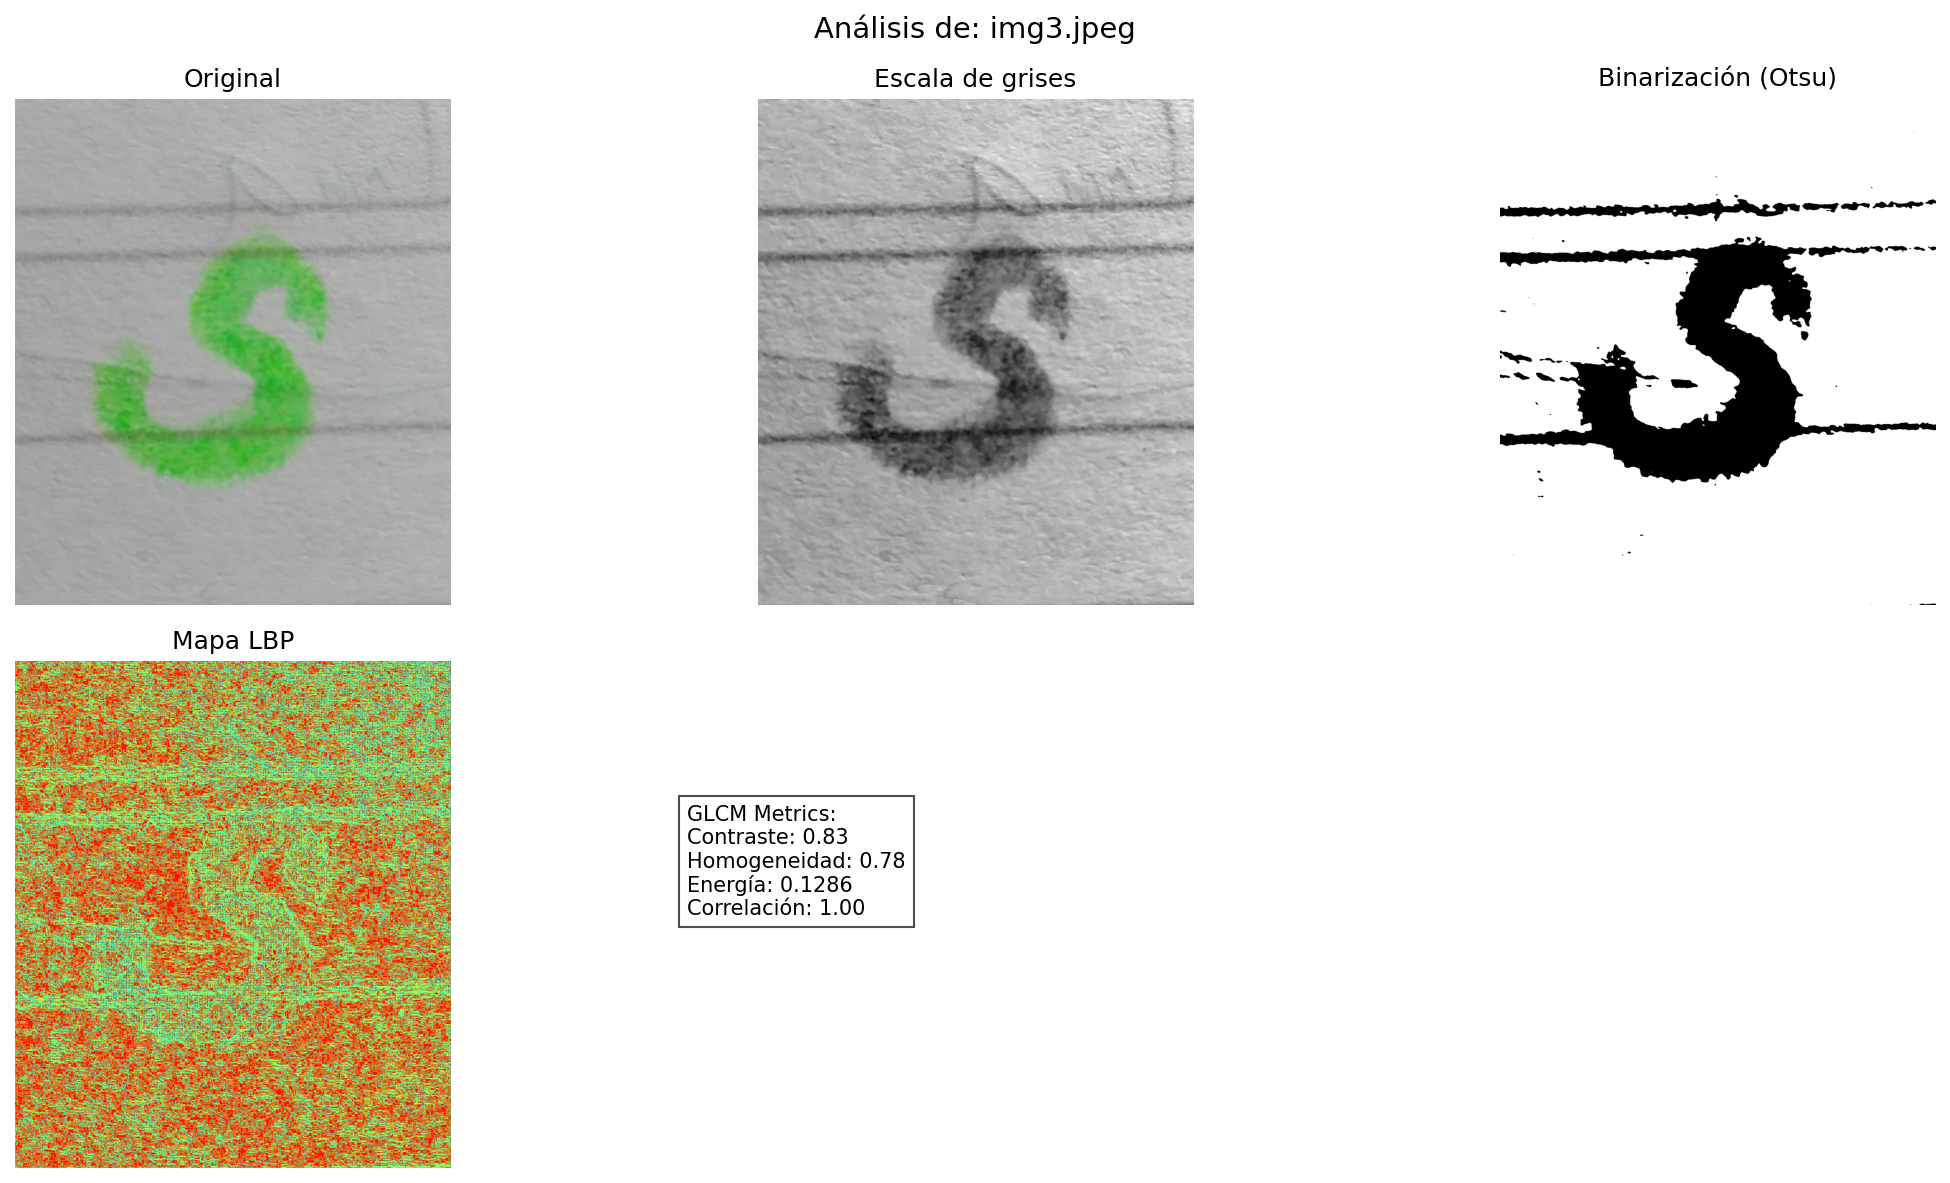 Análisis de: img3.jpeg
Original
Escala de grises
Binarización (Otsu)
S
S
S
Mapa LBP
GLCM Metrics:
Contraste: 0.83
Homogeneidad: 0.78
Energía: 0.1286
Correlación: 1.00